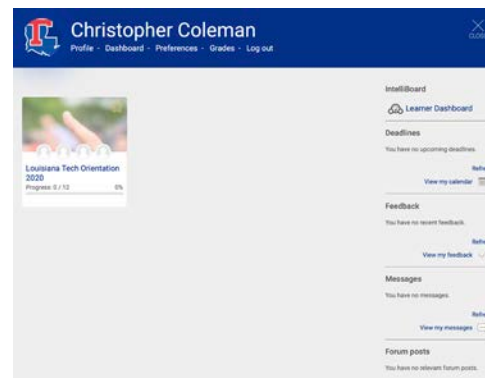 Christopher Coleman
Profile - Dashboard - Preferences - Grades - Log out
CLOSE
Louisiana Tech Orientation
2020
Progress: 0 / 12 0%
IntelliBoard
Learner Dashboard
Deadlines
You have no upcoming deadlines.
View my calendar
Feedback
You have no recent feedback.
View my feedback
Messages
You have no messages.
View my messages
Forum posts
You have no relevant forum posts.